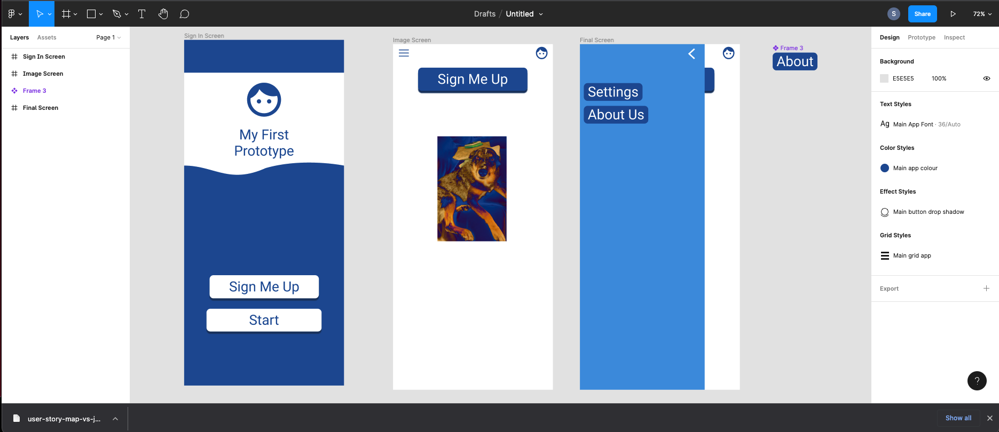 Drafts / Untitled
S
Share
72%
Layers
Assets
Page 1
Sign In Screen
Image Screen
Frame 3
Final Screen
Sign In Screen
My First
Prototype
Sign Me Up
Start
Image Screen
Sign Me Up
Final Screen
Settings
About Us
Frame 3
About
Design
Prototype
Inspect
Background
E5E5E5
100%
Text Styles
Ag Main App Font · 36/Auto
Color Styles
Main app colour
Effect Styles
Main button drop shadow
Grid Styles
Main grid app
Export
?
user-story-map-vs-j...
Show all